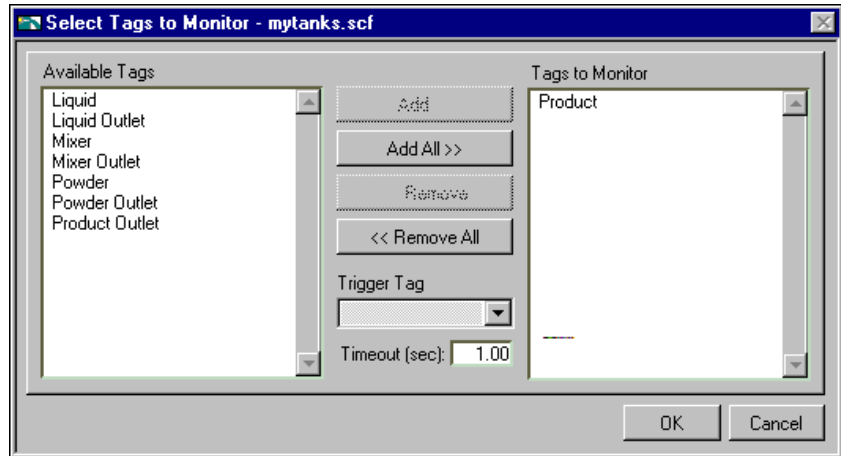 Select Tags to Monitor - mytanks.scf
Available Tags
Liquid
Liquid Outlet
Mixer
Mixer Outlet
Powder
Powder Outlet
Product Outlet
Add
Add All >>
Remove
<< Remove All
Trigger Tag
Timeout (sec): 1.00
Tags to Monitor
Product
OK Cancel